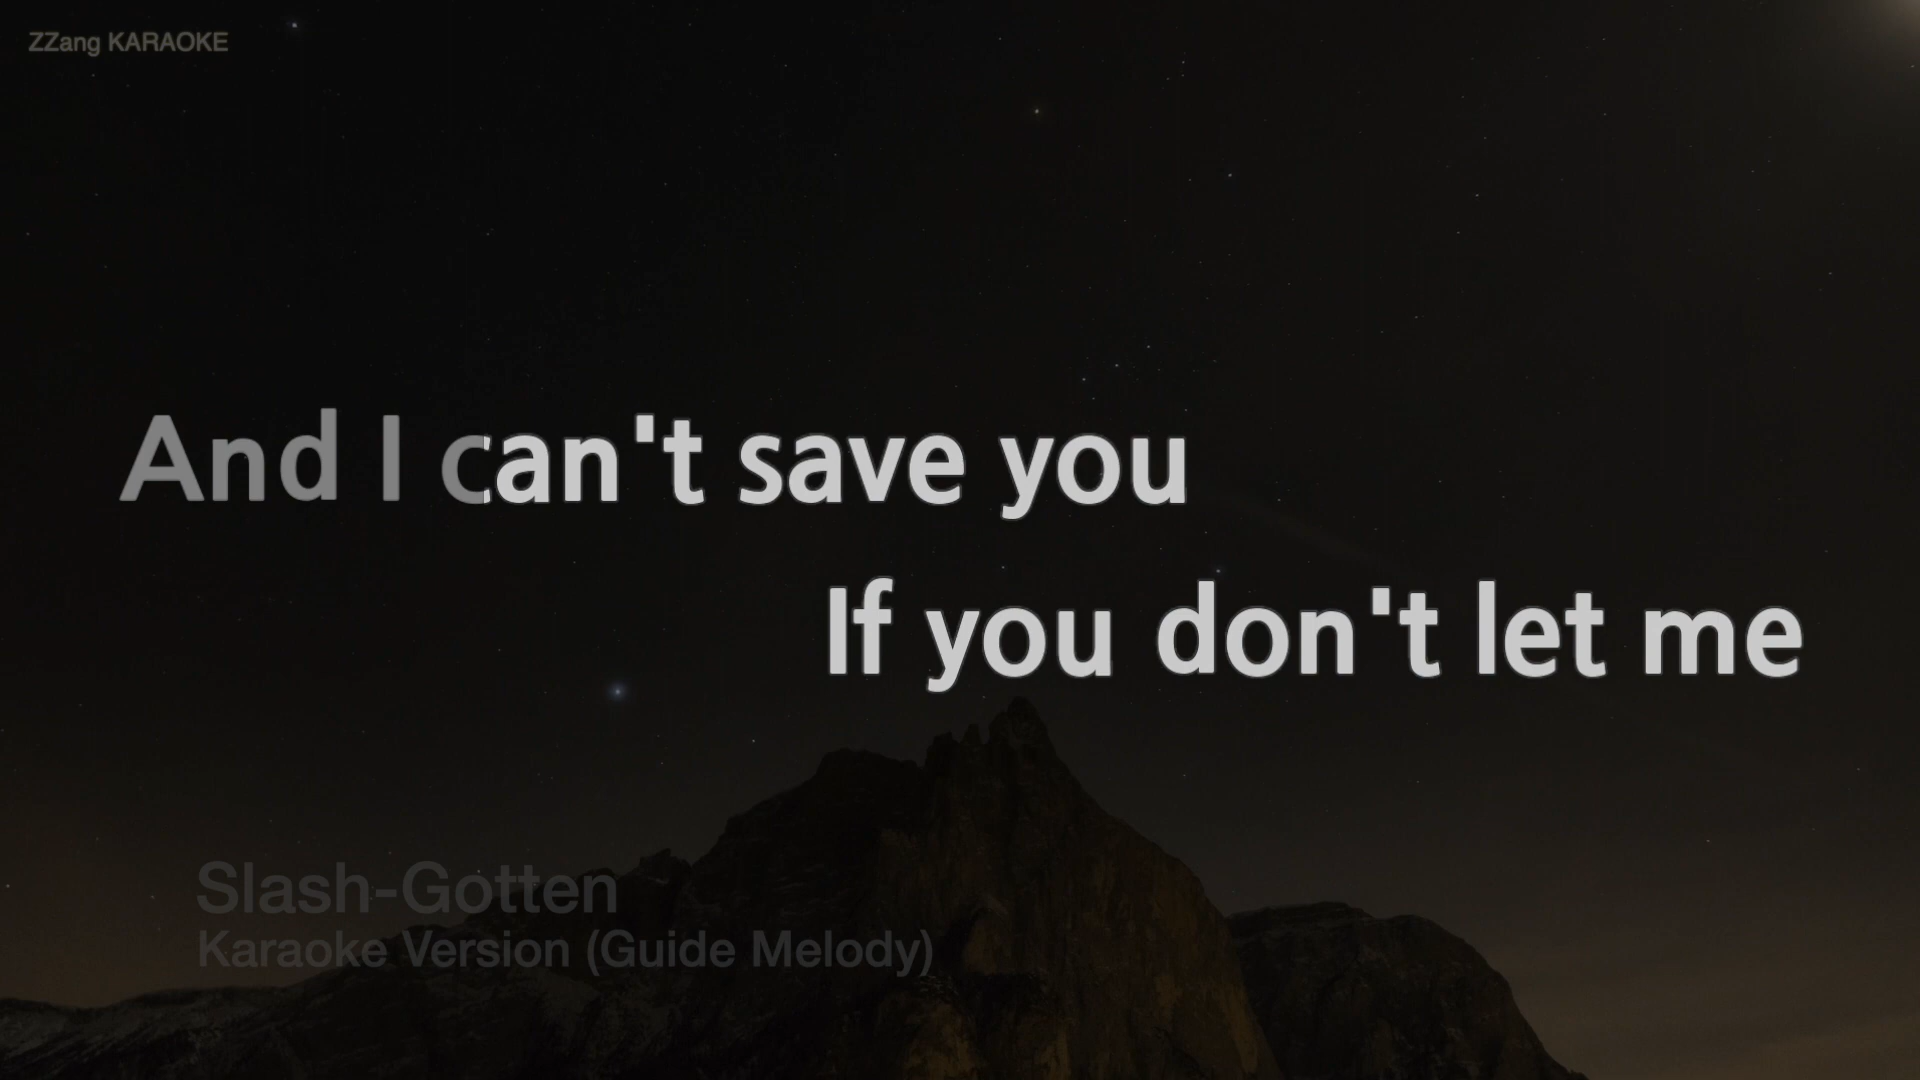 ZZang KARAOKE
And I can't save you
If you don't let me
Slash-Gotten
Karaoke Version (Guide Melody)